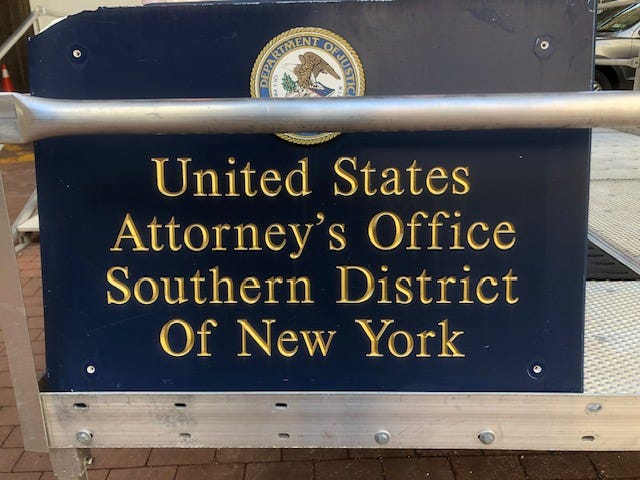 DEPARTMENT OF JUSTICE
United States
Attorney's Office
Southern District
Of New York